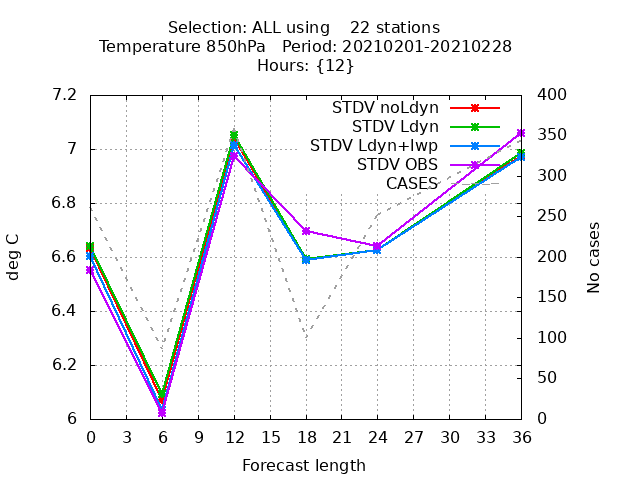 Selection: ALL using 22 stations
Temperature 850hPa Period: 20210201-20210228
Hours: {12}
7.2
7
6.8
6.6
6.4
6.2
6
deg C
STDV noLdyn
STDV Ldyn
STDV Ldyn+lwp
STDV OBS
CASES
400
350
300
250
200
150
100
50
0
No cases
0 3 6 9 12 15 18 21 24 27 30 33 36
Forecast length